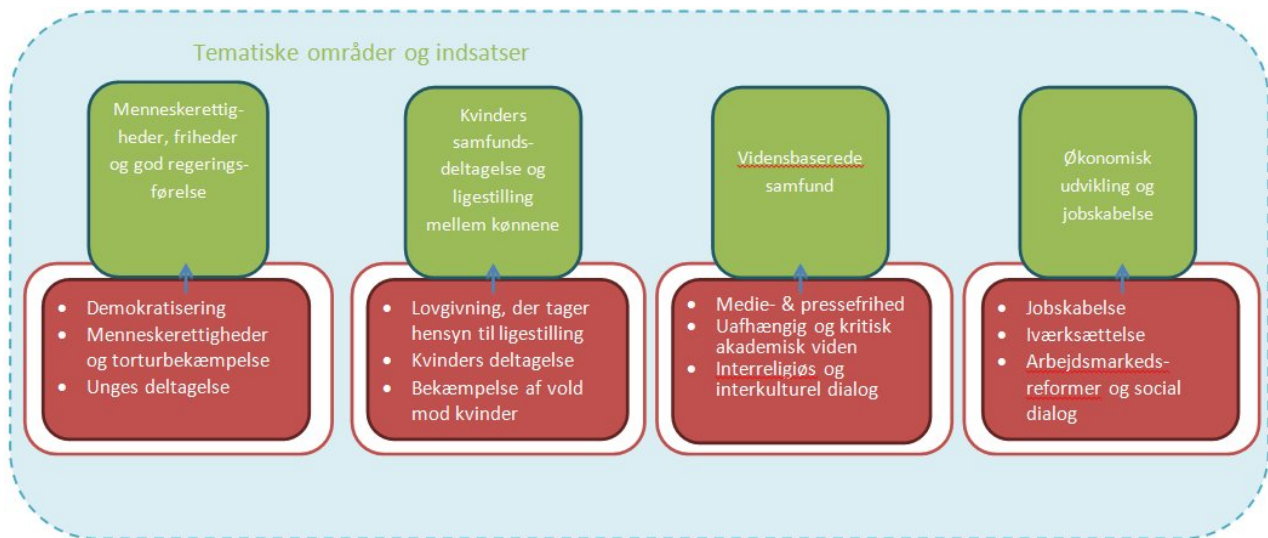 Tematiske områder og indsatser
Menneskerettig-
heder, friheder
og god regerings-
førelse
Kvinders
samfunds-
deltagelse og
ligestilling
mellem kønnene
Vidensbaserede
samfund
Økonomisk
udvikling og
jobskabelse
• Demokratisering
• Menneskerettigheder
og torturbekæmpelse
• Unges deltagelse
• Lovgivning, der tager
hensyn til ligestilling
• Kvinders deltagelse
• Bekæmpelse af vold
mod kvinder
• Medie- & pressefrihed
• Uafhængig og kritisk
akademisk viden
• Interreligiøs og
interkulturel dialog
• Jobskabelse
• Iværksættelse
• Arbejdsmarkeds-
reformer og social
dialog